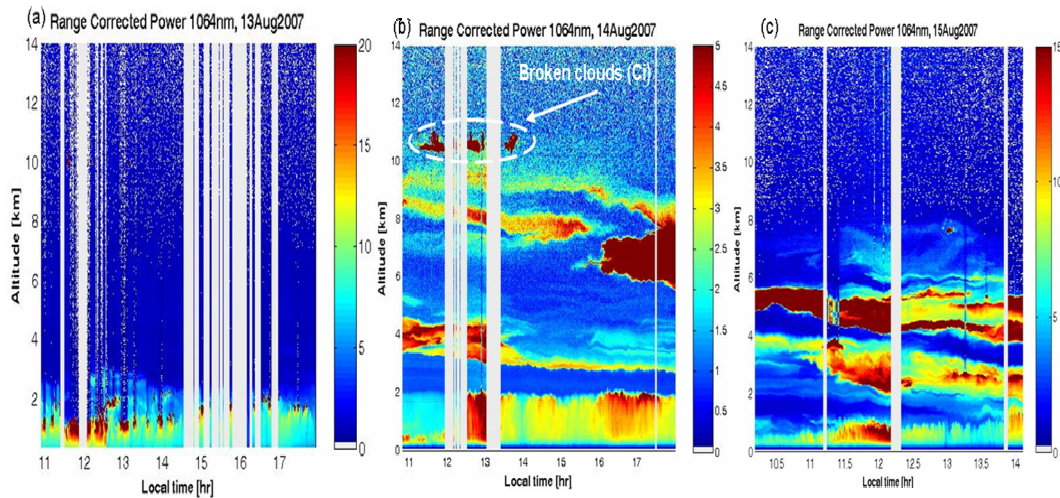 (a)
Range Corrected Power 1064nm, 13Aug2007
14
12
10
8
6
4
2
Altitude [km]
11 12 13 14 15 16 17
Local time [hr]
20
15
10
5
0
(b)
Range Corrected Power 1064nm, 14Aug2007
Broken clouds (Ci)
14
12
10
8
6
4
2
0
Altitude [km]
11 12 13 14 15 16 17
Local time [hr]
5
4.5
4
3.5
3
2.5
2
1.5
1
0.5
0
(c)
Range Corrected Power 1064nm, 15Aug2007
14
12
10
8
6
4
2
0
Altitude [km]
10.5 11 11.5 12 12.5 13 13.5 14
Local time [hr]
15
10
5
0